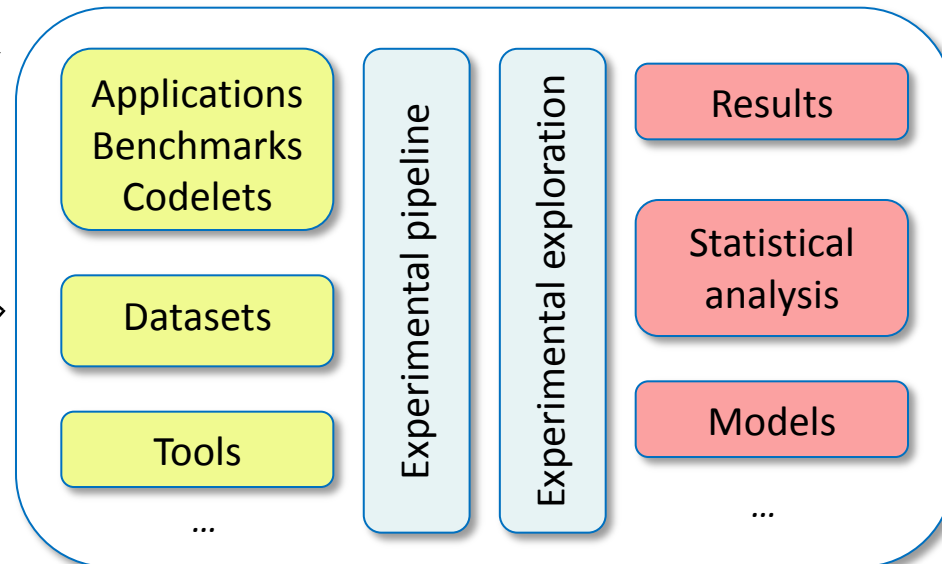 Applications
Benchmarks
Codelets
Datasets
Tools
...
Experimental pipeline
Experimental exploration
Results
Statistical
analysis
Models
...